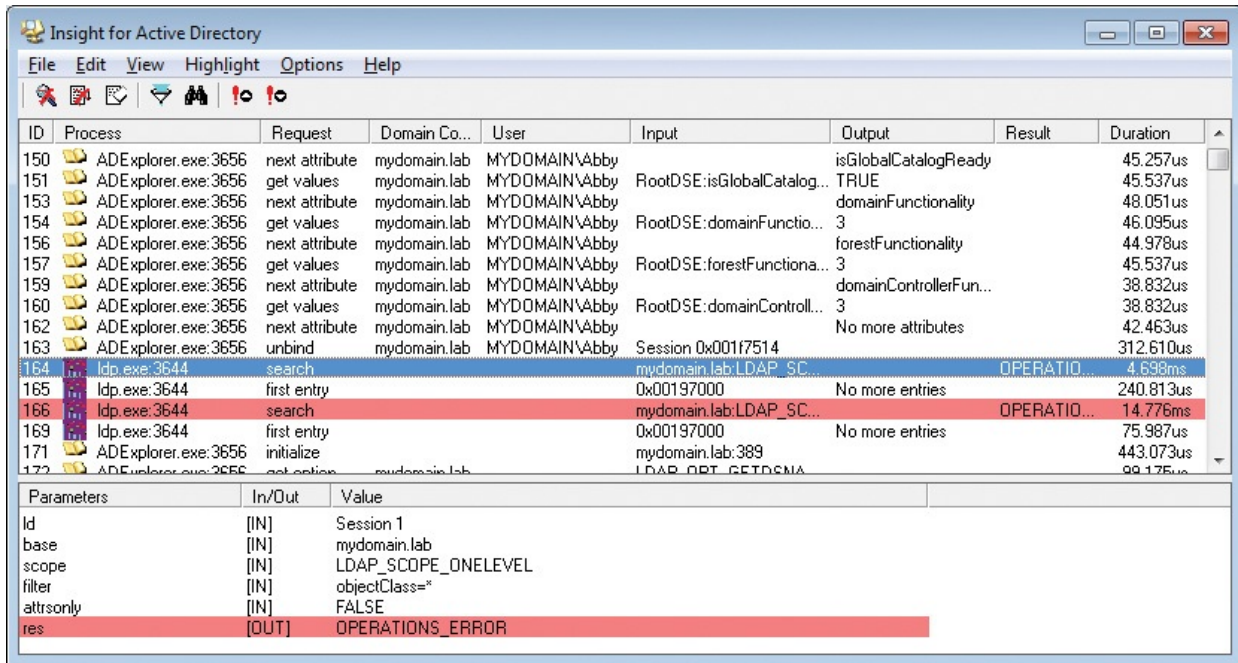 Insight for Active Directory
File Edit View Highlight Options Help
ID Process Request Domain Co... User Input Output Result Duration
150 ADExplorer.exe:3656 next attribute mydomain.lab MYDOMAIN\Abby isGlobalCatalogReady 45.257us
151 ADExplorer.exe:3656 get values mydomain.lab MYDOMAIN\Abby RootDSE:isGlobalCatalog... TRUE 45.537us
153 ADExplorer.exe:3656 next attribute mydomain.lab MYDOMAIN\Abby domainFunctionality 48.051us
154 ADExplorer.exe:3656 get values mydomain.lab MYDOMAIN\Abby RootDSE:domainFunctio... 3 46.095us
156 ADExplorer.exe:3656 next attribute mydomain.lab MYDOMAIN\Abby forestFunctionality 44.978us
157 ADExplorer.exe:3656 get values mydomain.lab MYDOMAIN\Abby RootDSE:forestFunctiona... 3 45.537us
159 ADExplorer.exe:3656 next attribute mydomain.lab MYDOMAIN\Abby domainControllerFun... 38.832us
160 ADExplorer.exe:3656 get values mydomain.lab MYDOMAIN\Abby RootDSE:domainControll... 3 38.832us
162 ADExplorer.exe:3656 next attribute mydomain.lab MYDOMAIN\Abby No more attributes 42.463us
163 ADExplorer.exe:3656 unbind mydomain.lab MYDOMAIN\Abby Session 0x001f7514 312.610us
164 ldp.exe:3644 search mydomain.lab:LDAP_SC... OPERATIO... 4.698ms
165 ldp.exe:3644 first entry 0x00197000 No more entries 240.813us
166 ldp.exe:3644 search mydomain.lab:LDAP_SC... OPERATIO... 14.776ms
169 ldp.exe:3644 first entry 0x00197000 No more entries 75.987us
171 ADExplorer.exe:3656 initialize mydomain.lab:389 443.073us
172 ADExplorer.exe:3656 get option mydomain.lab LDAP_OPT_GETDSNA... 99.175us
Parameters In/Out Value
ld [IN] Session 1
base [IN] mydomain.lab
scope [IN] LDAP_SCOPE_ONELEVEL
filter [IN] objectClass=*
attrsonly [IN] FALSE
res [OUT] OPERATIONS_ERROR